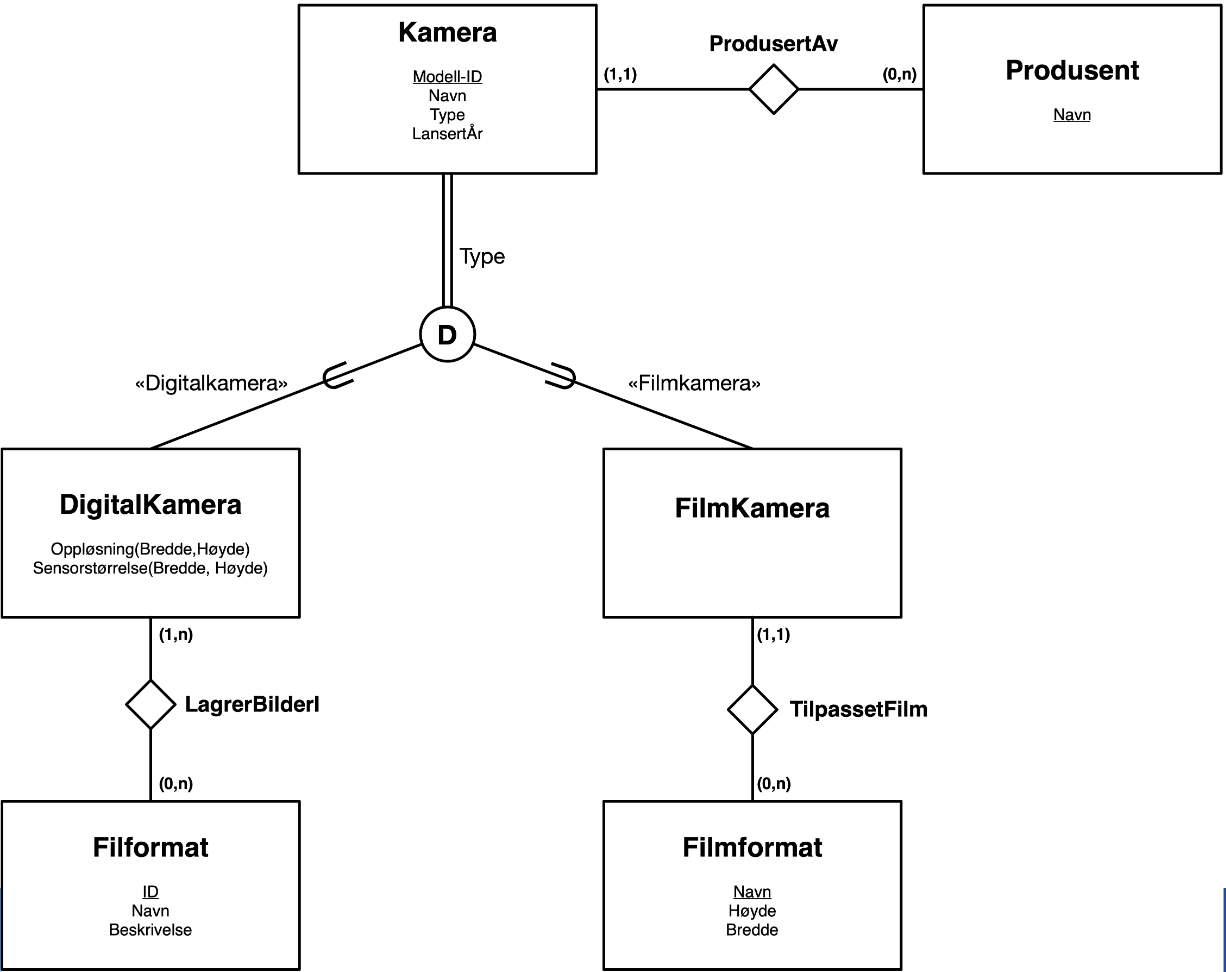 Kamera
Modell-ID
Navn
Type
LansertÅr
ProdusertAv
(1,1)
(0,n)
Produsent
Navn
Type
D
«Digitalkamera»
«Filmkamera»
DigitalKamera
Oppløsning(Bredde,Høyde)
Sensorstørrelse(Bredde, Høyde)
FilmKamera
(1,n)
(1,1)
LagrerBilderI
TilpassetFilm
(0,n)
(0,n)
Filformat
ID
Navn
Beskrivelse
Filmformat
Navn
Høyde
Bredde